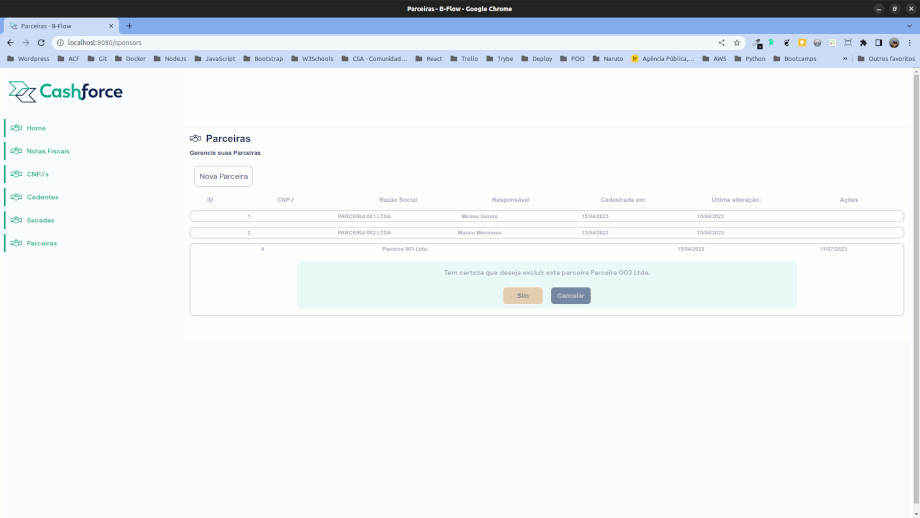 Parceiras - B-Flow - Google Chrome
Parceiras - B-Flow
localhost:8080/sponsors
Wordpress ACF Git Docker NodeJs JavaScript Bootstrap W3Schools CSA - Comunidad... React Trello Trybe Deploy POO Naruto Agência Pública,... AWS Python Bootcamps » Outros favoritos
Cashforce
Home
Notas Fiscais
CNPJ's
Cedentes
Sacadas
Parceiras
Parceiras
Gerencie suas Parceiras
Nova Parceira
ID CNPJ Razão Social Responsável Cadastrada em: Última alteração: Ações
1 PARCEIRA 001 LTDA Minino Garoto 15/04/2023 15/04/2023
2 PARCEIRA 002 LTDA 15/04/2023 15/04/2023
4 Parceira 003 Ltda. 15/04/2023 11/07/2023
Tem certeza que deseja excluir esta parceira Parceira 003 Ltda.
Sim Cancelar